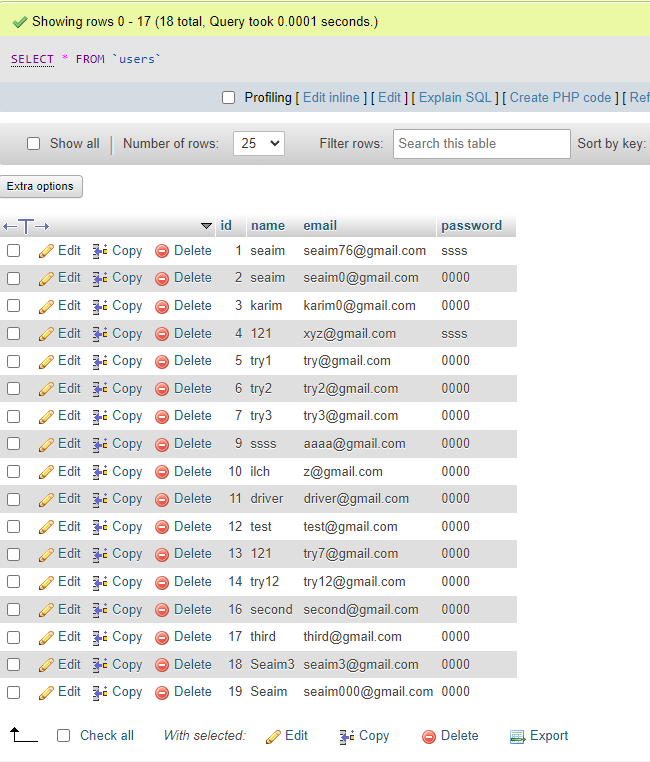 Showing rows 0 - 17 (18 total, Query took 0.0001 seconds.)
SELECT * FROM `users`
Profiling [ Edit inline ] [ Edit ] [ Explain SQL ] [ Create PHP code ] [ Ref
Show all Number of rows: 25 Filter rows: Search this table Sort by key:
Extra options
←T→ id name email password
Edit Copy Delete 1 seaim seaim76@gmail.com ssss
Edit Copy Delete 2 seaim seaim0@gmail.com 0000
Edit Copy Delete 3 karim karim0@gmail.com 0000
Edit Copy Delete 4 121 xyz@gmail.com ssss
Edit Copy Delete 5 try1 try@gmail.com 0000
Edit Copy Delete 6 try2 try2@gmail.com 0000
Edit Copy Delete 7 try3 try3@gmail.com 0000
Edit Copy Delete 9 ssss aaaa@gmail.com 0000
Edit Copy Delete 10 ilch z@gmail.com 0000
Edit Copy Delete 11 driver driver@gmail.com 0000
Edit Copy Delete 12 test test@gmail.com 0000
Edit Copy Delete 13 121 try7@gmail.com 0000
Edit Copy Delete 14 try12 try12@gmail.com 0000
Edit Copy Delete 16 second second@gmail.com 0000
Edit Copy Delete 17 third third@gmail.com 0000
Edit Copy Delete 18 Seaim3 seaim3@gmail.com 0000
Edit Copy Delete 19 Seaim seaim000@gmail.com 0000
Check all With selected: Edit Copy Delete Export